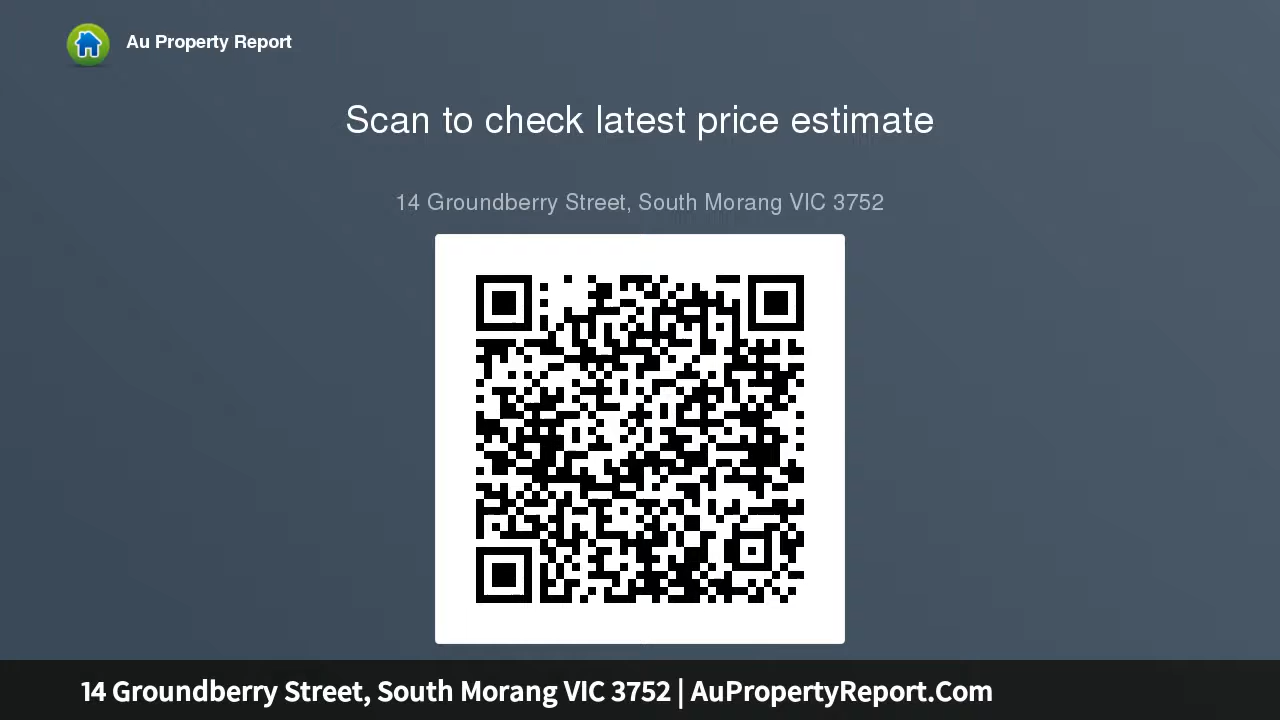 Au Property Report
Scan to check latest price estimate
14 Groundberry Street, South Morang VIC 3752
14 Groundberry Street, South Morang VIC 3752 | AuPropertyReport.Com